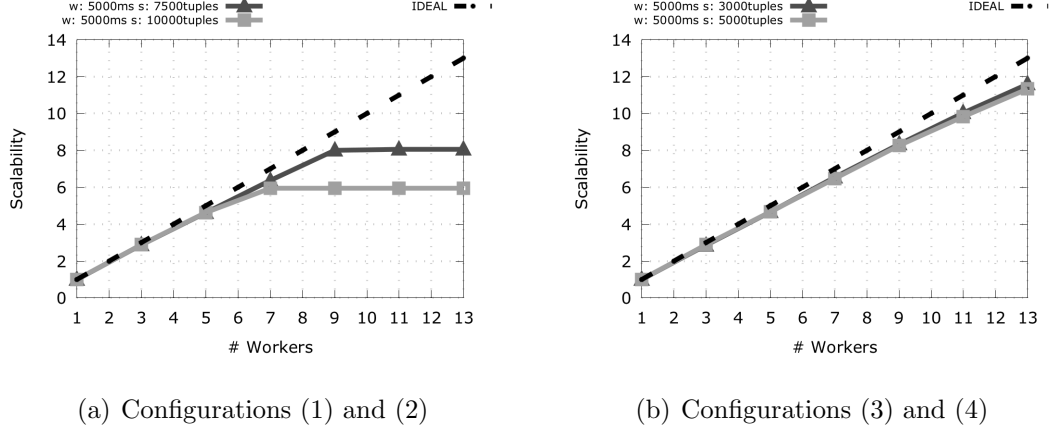 w: 5000ms s: 7500tuples
w: 5000ms s: 10000tuples
IDEAL
14
12
10
8
6
4
2
0
Scalability
1 2 3 4 5 6 7 8 9 10 11 12 13
# Workers
(a) Configurations (1) and (2)
w: 5000ms s: 3000tuples
w: 5000ms s: 5000tuples
IDEAL
14
12
10
8
6
4
2
0
Scalability
1 2 3 4 5 6 7 8 9 10 11 12 13
# Workers
(b) Configurations (3) and (4)